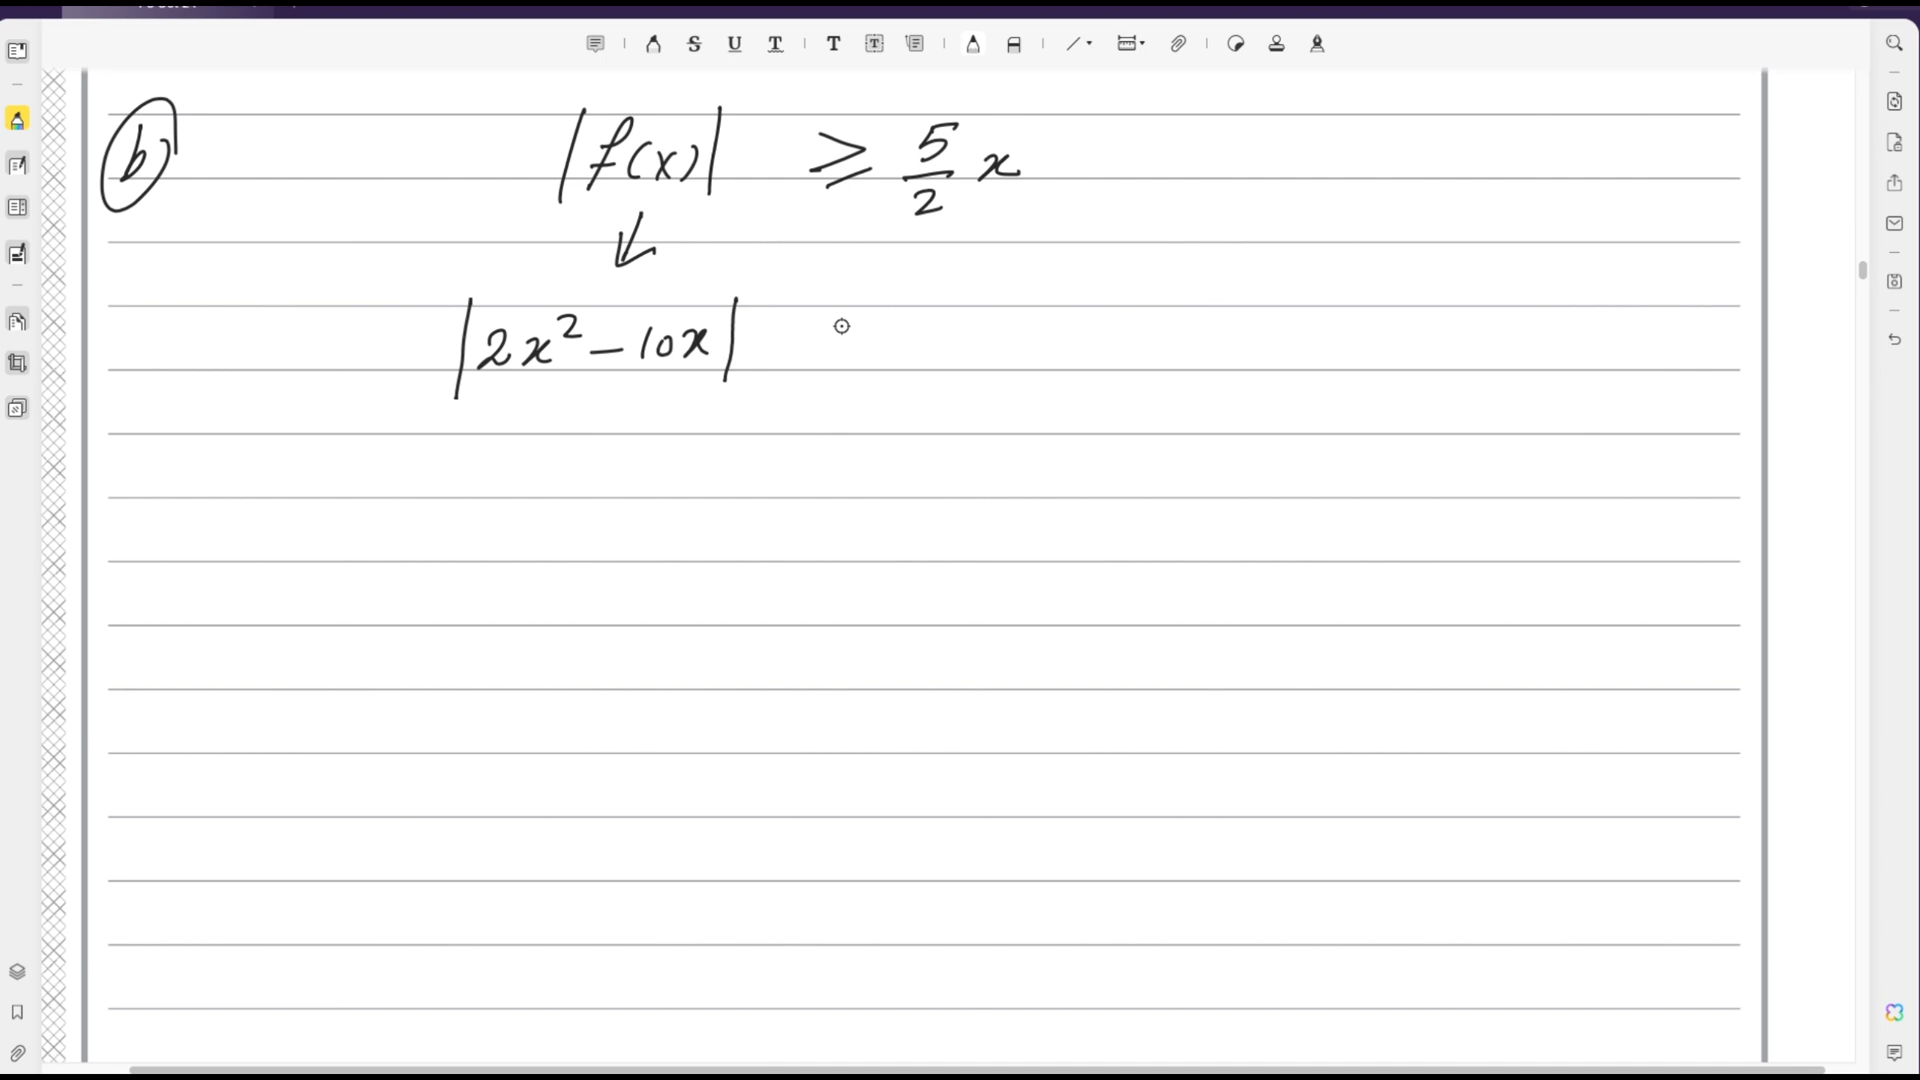 b |f(x)| ≥ 5/2 x
|2x² – 10x|